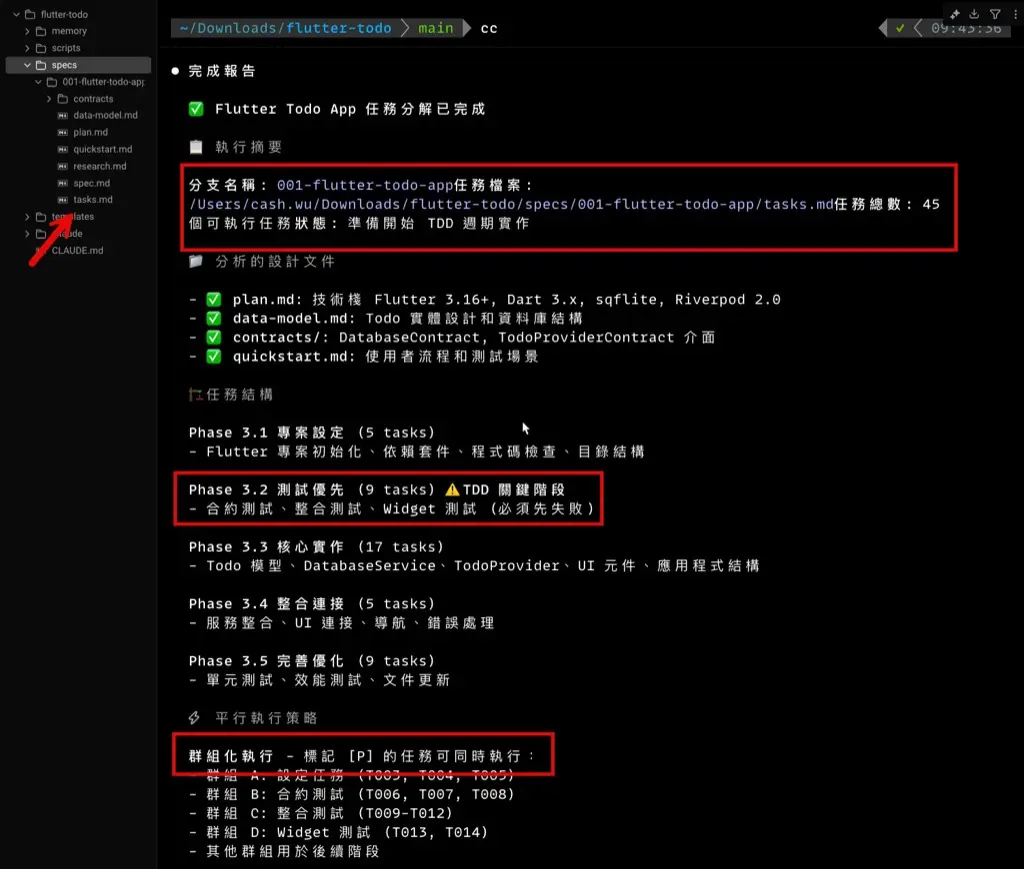 flutter-todo
memory
scripts
specs
001-flutter-todo-app
contracts
data-model.md
plan.md
quickstart.md
research.md
spec.md
tasks.md
templates
CLAUDE.md
~/Downloads/flutter-todo main cc
09:43:36
完成報告
Flutter Todo App 任務分解已完成
執行摘要
分支名稱: 001-flutter-todo-app任務檔案:
/Users/cash.wu/Downloads/flutter-todo/specs/001-flutter-todo-app/tasks.md任務總數: 45
個可執行任務狀態: 準備開始 TDD 週期實作
分析的設計文件
- ✅ plan.md: 技術棧 Flutter 3.16+, Dart 3.x, sqflite, Riverpod 2.0
- ✅ data-model.md: Todo 實體設計和資料庫結構
- ✅ contracts/: DatabaseContract, TodoProviderContract 介面
- ✅ quickstart.md: 使用者流程和測試場景
任務結構
Phase 3.1 專案設定 (5 tasks)
- Flutter 專案初始化、依賴套件、程式碼檢查、目錄結構
Phase 3.2 測試優先 (9 tasks) ⚠️TDD 關鍵階段
- 合約測試、整合測試、Widget 測試 (必須先失敗)
Phase 3.3 核心實作 (17 tasks)
- Todo 模型、DatabaseService、TodoProvider、UI 元件、應用程式結構
Phase 3.4 整合連接 (5 tasks)
- 服務整合、UI 連接、導航、錯誤處理
Phase 3.5 完善優化 (9 tasks)
- 單元測試、效能測試、文件更新
平行執行策略
群組化執行 - 標記 [P] 的任務可同時執行:
- 群組 A: 設定任務 (T003, T004, T005)
- 群組 B: 合約測試 (T006, T007, T008)
- 群組 C: 整合測試 (T009-T012)
- 群組 D: Widget 測試 (T013, T014)
- 其他群組用於後續階段